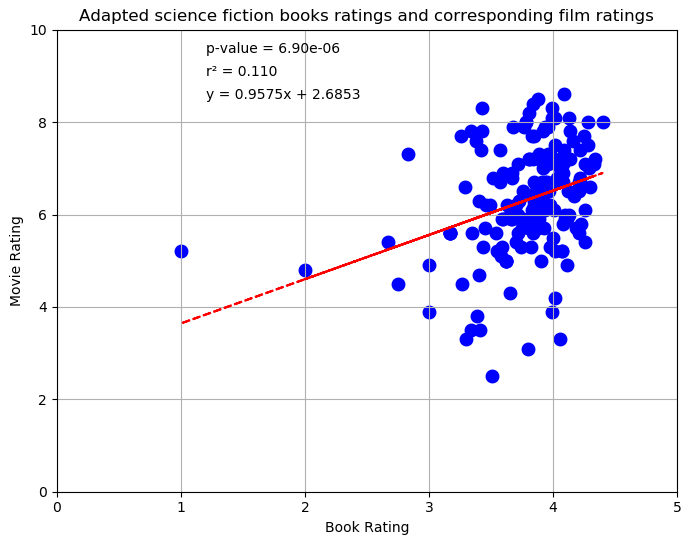 Adapted science fiction books ratings and corresponding film ratings
10
p-value = 6.90e-06
r² = 0.110
y = 0.9575x + 2.6853
8
6
Movie Rating
4
2
0
0 1 2 3 4 5
Book Rating